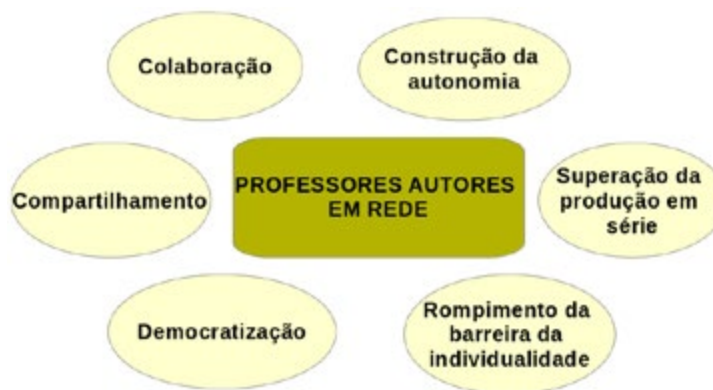 Colaboração
Construção da
autonomia
Compartilhamento
PROFESSORES AUTORES
EM REDE
Superação da
produção em
série
Democratização
Rompimento da
barreira da
individualidade